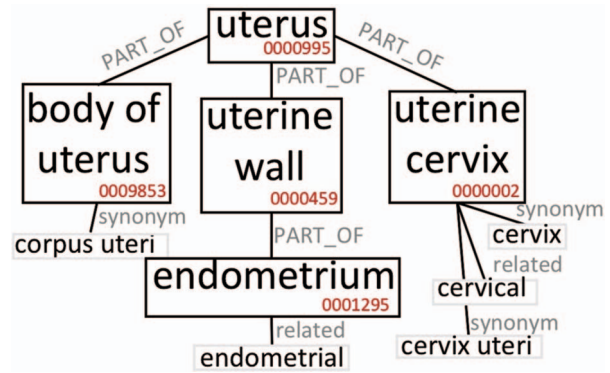 uterus
0000995
PART_OF
PART_OF
PART_OF
body of
uterus
0009853
uterine
wall
0000459
uterine
cervix
0000002
synonym
corpus uteri
PART_OF
synonym
cervix
related
cervical
endometrium
0001295
synonym
cervix uteri
related
endometrial